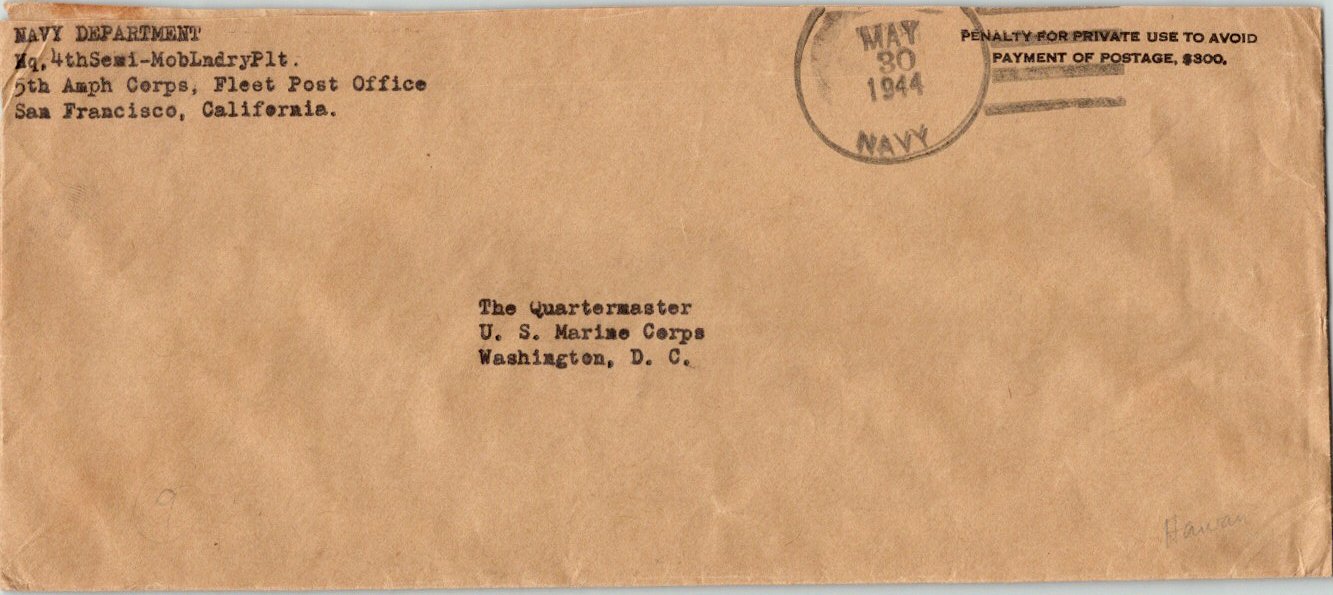 NAVY DEPARTMENT
Hq,4thSemi-MobLndryPlt.
5th Amph Corps, Fleet Post Office
San Francisco, California.
MAY
30
1944
NAVY
PENALTY FOR PRIVATE USE TO AVOID
PAYMENT OF POSTAGE, $300.
The Quartermaster
U. S. Marine Corps
Washington, D. C.
9
Hawaii